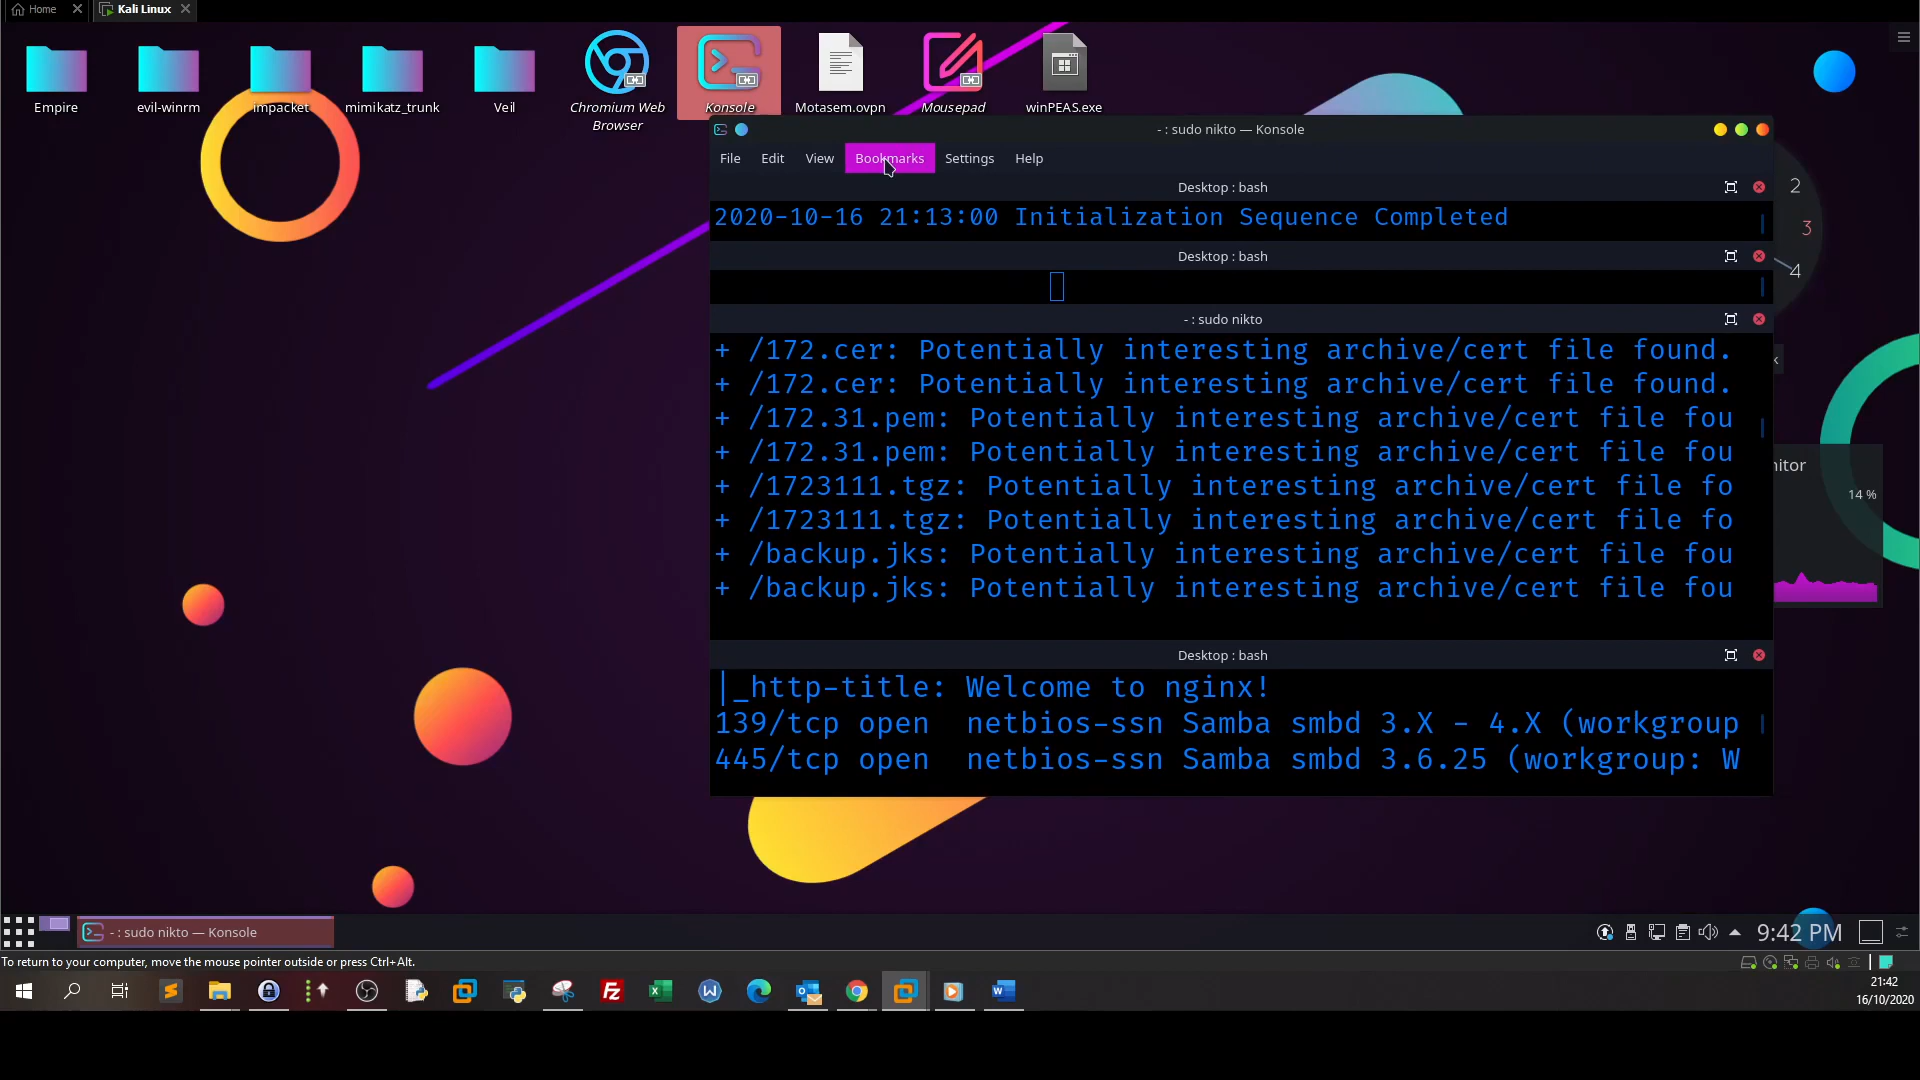 Home
Kali Linux
Empire
evil-winrm
impacket
mimikatz_trunk
Veil
Chromium Web
Browser
Konsole
Motasem.ovpn
Mousepad
winPEAS.exe
- : sudo nikto — Konsole
File Edit View Bookmarks Settings Help
Desktop : bash
2020-10-16 21:13:00 Initialization Sequence Completed
Desktop : bash
- : sudo nikto
+ /172.cer: Potentially interesting archive/cert file found.
+ /172.cer: Potentially interesting archive/cert file found.
+ /172.31.pem: Potentially interesting archive/cert file fou
+ /172.31.pem: Potentially interesting archive/cert file fou
+ /1723111.tgz: Potentially interesting archive/cert file fo
+ /1723111.tgz: Potentially interesting archive/cert file fo
+ /backup.jks: Potentially interesting archive/cert file fou
+ /backup.jks: Potentially interesting archive/cert file fou
Desktop : bash
|_http-title: Welcome to nginx!
139/tcp open  netbios-ssn Samba smbd 3.X - 4.X (workgroup
445/tcp open  netbios-ssn Samba smbd 3.6.25 (workgroup: W
2
3
4
nitor
14 %
- : sudo nikto — Konsole
9:42 PM
To return to your computer, move the mouse pointer outside or press Ctrl+Alt.
21:42
16/10/2020